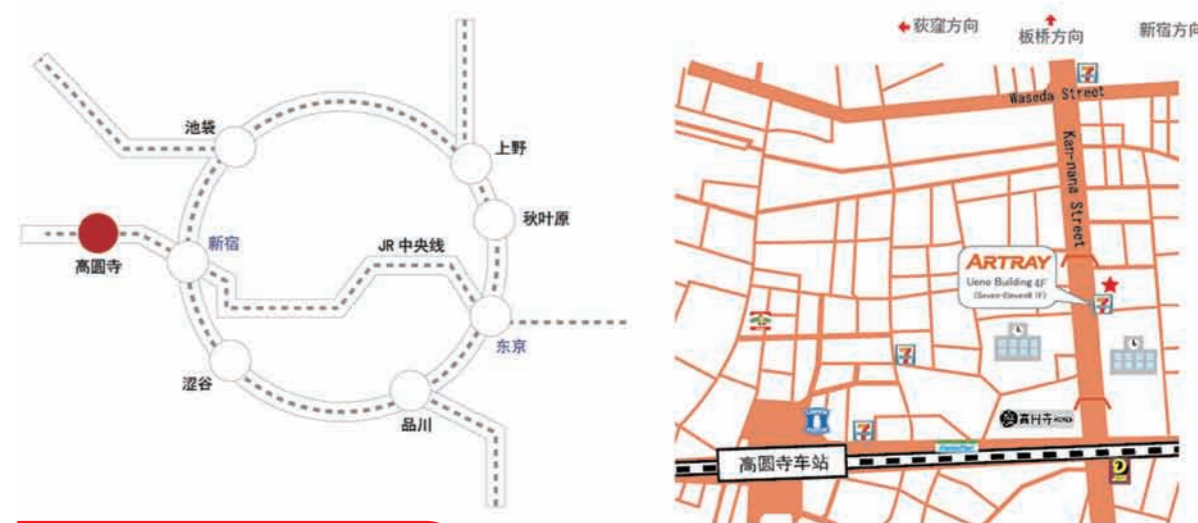 池袋
上野
秋叶原
新宿
JR 中央线
高圆寺
东京
涩谷
品川
荻窪方向
板桥方向
新宿方向
Waseda Street
Kan-nana Street
ARTRAY
Ueno Building 4F
(Seven-Eleven 1F)
高円寺
高圆寺车站